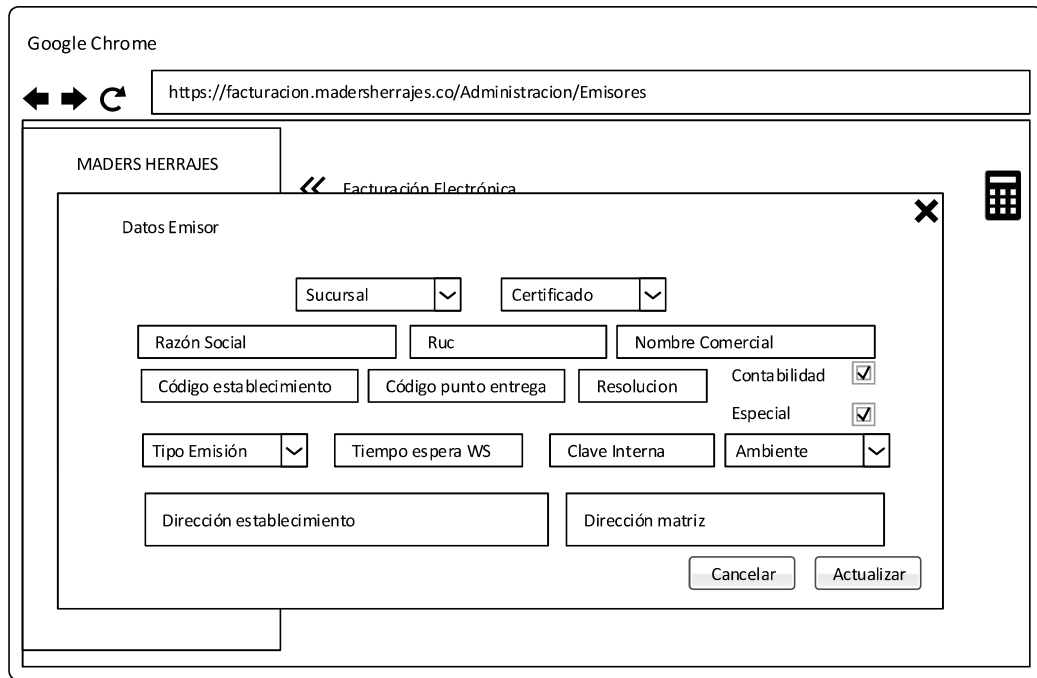 Google Chrome
https://facturacion.madersherrajes.co/Administracion/Emisores
MADERS HERRAJES
Facturación Electrónica
Datos Emisor
Sucursal
Certificado
Razón Social
Ruc
Nombre Comercial
Código establecimiento
Código punto entrega
Resolucion
Contabilidad
Especial
Tipo Emisión
Tiempo espera WS
Clave Interna
Ambiente
Dirección establecimiento
Dirección matriz
Cancelar
Actualizar